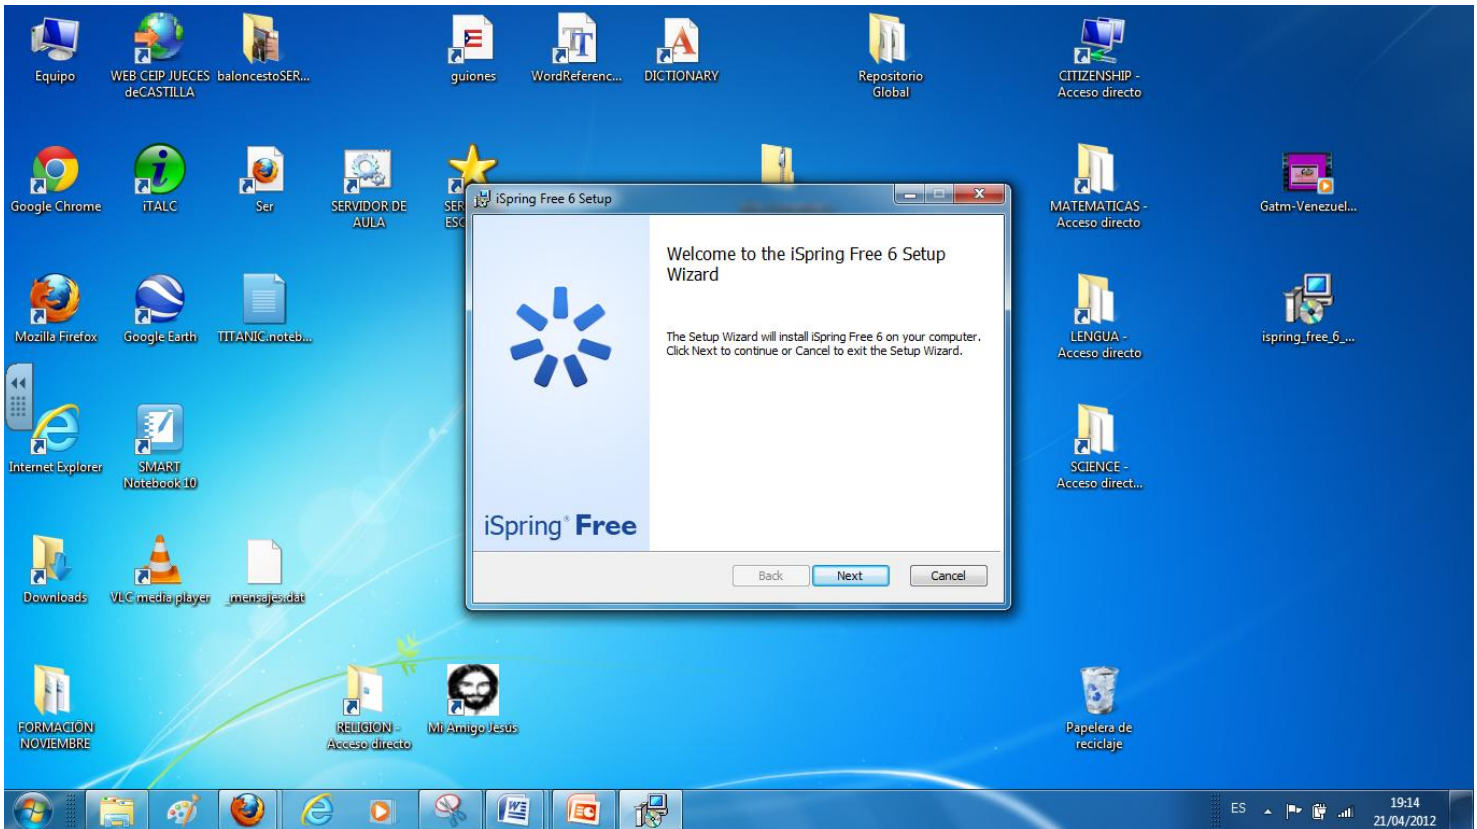 Equipo
WEB CEIP JUECES
deCASTILLA
baloncestoSER...
guiones
WordReferenc...
DICTIONARY
Repositorio
Global
CITIZENSHIP -
Acceso directo
Google Chrome
iTALC
Ser
SERVIDOR DE
AULA
MATEMATICAS -
Acceso directo
Gatm-Venezuel...
iSpring Free 6 Setup
Welcome to the iSpring Free 6 Setup
Wizard
The Setup Wizard will install iSpring Free 6 on your computer.
Click Next to continue or Cancel to exit the Setup Wizard.
iSpring® Free
Back
Next
Cancel
Mozilla Firefox
Google Earth
TITANIC.noteb...
LENGUA -
Acceso directo
ispring_free_6_...
Internet Explorer
SMART
Notebook 10
SCIENCE -
Acceso direct...
Downloads
VLC media player
_mensajes.dat
FORMACIÓN
NOVIEMBRE
RELIGION -
Acceso directo
Mi Amigo Jesús
Papelera de
reciclaje
ES
19:14
21/04/2012